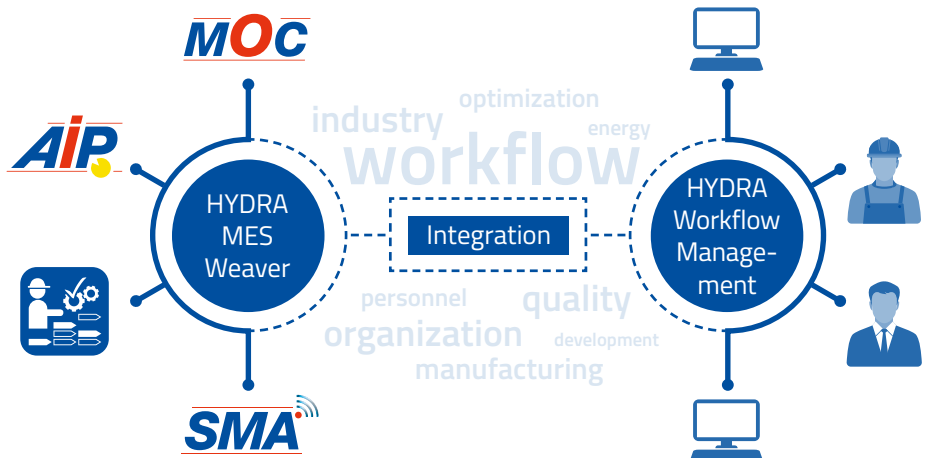 MOC
AIP
HYDRA
MES
Weaver
SMA
optimization
industry
energy
workflow
Integration
personnel
quality
organization
development
manufacturing
HYDRA
Workflow
Manage-
ment